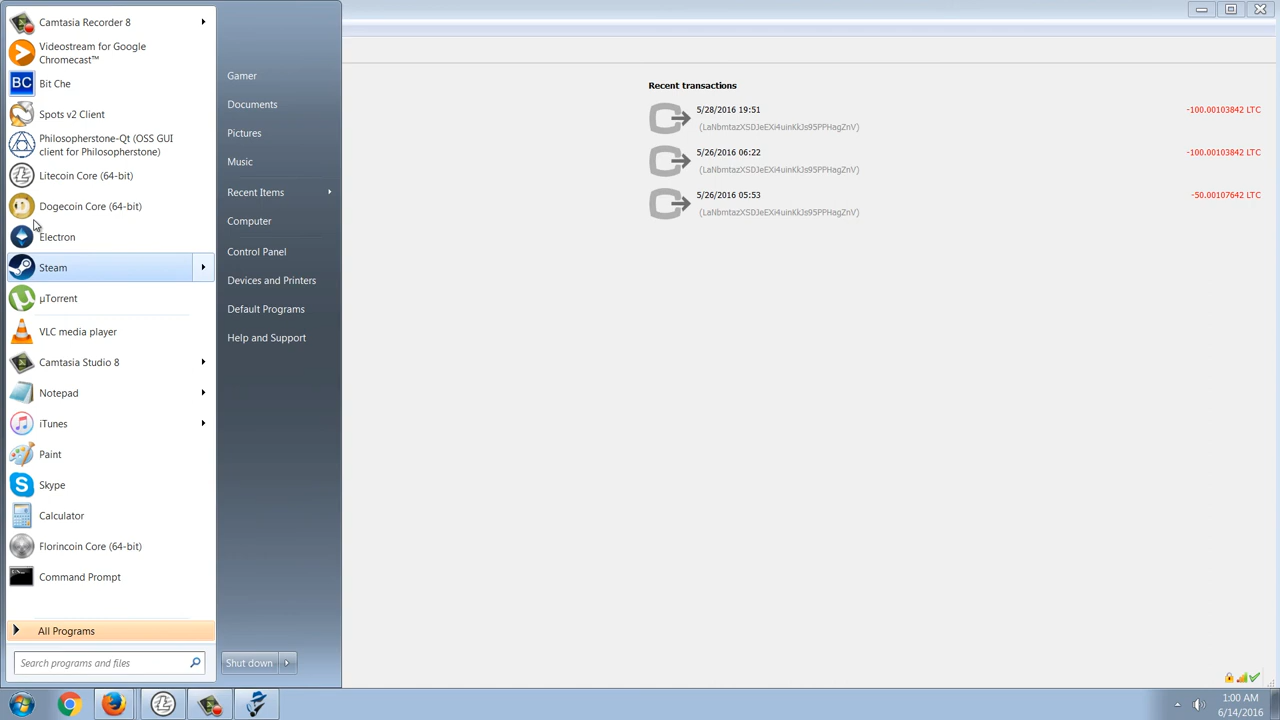 Camtasia Recorder 8
Videostream for Google
Chromecast™
BC
Bit Che
Spots v2 Client
Philosopherstone-Qt (OSS GUI
client for Philosopherstone)
Litecoin Core (64-bit)
Dogecoin Core (64-bit)
Electron
Steam
µTorrent
VLC media player
Camtasia Studio 8
Notepad
iTunes
Paint
Skype
Calculator
Florincoin Core (64-bit)
Command Prompt
All Programs
Search programs and files
Gamer
Documents
Pictures
Music
Recent Items
Computer
Control Panel
Devices and Printers
Default Programs
Help and Support
Shut down
Recent transactions
5/28/2016 19:51 -100.00103842 LTC
(LaNbmtazXSDJeEXi4uinKkJs95PPHagZnV)
5/26/2016 06:22 -100.00103842 LTC
(LaNbmtazXSDJeEXi4uinKkJs95PPHagZnV)
5/26/2016 05:53 -50.00107642 LTC
(LaNbmtazXSDJeEXi4uinKkJs95PPHagZnV)
1:00 AM
6/14/2016